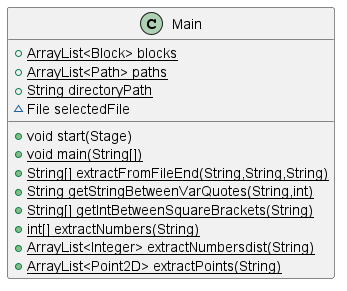 C Main
ArrayList<Block> blocks
ArrayList<Path> paths
String directoryPath
File selectedFile
void start(Stage)
void main(String[])
String[] extractFromFileEnd(String,String,String)
String getStringBetweenVarQuotes(String,int)
String[] getIntBetweenSquareBrackets(String)
int[] extractNumbers(String)
ArrayList<Integer> extractNumbersdist(String)
ArrayList<Point2D> extractPoints(String)